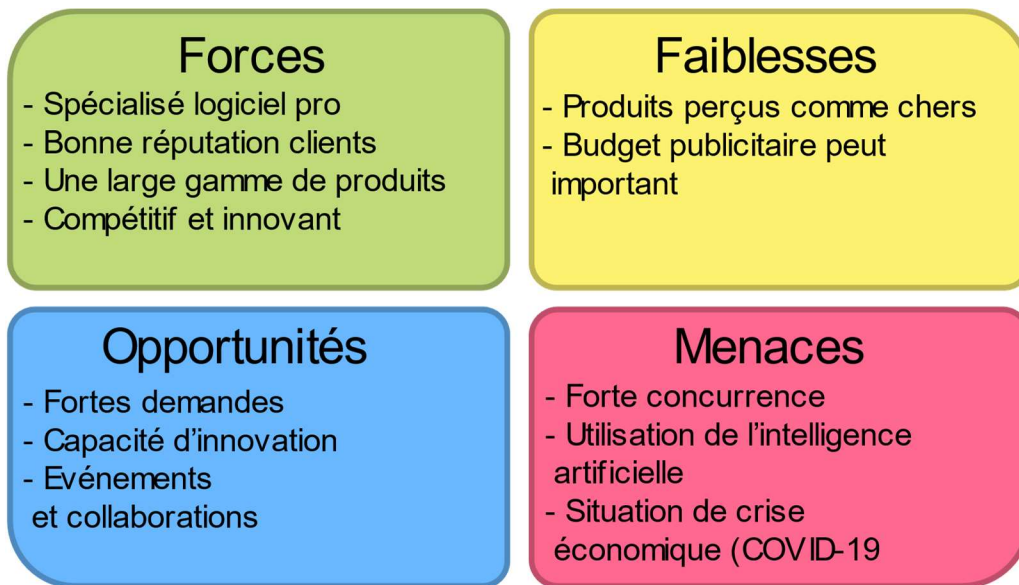 Forces
- Spécialisé logiciel pro
- Bonne réputation clients
- Une large gamme de produits
- Compétitif et innovant
Faiblesses
- Produits perçus comme chers
- Budget publicitaire peut
important
Opportunités
- Fortes demandes
- Capacité d’innovation
- Evénements
et collaborations
Menaces
- Forte concurrence
- Utilisation de l’intelligence
artificielle
- Situation de crise
économique (COVID-19